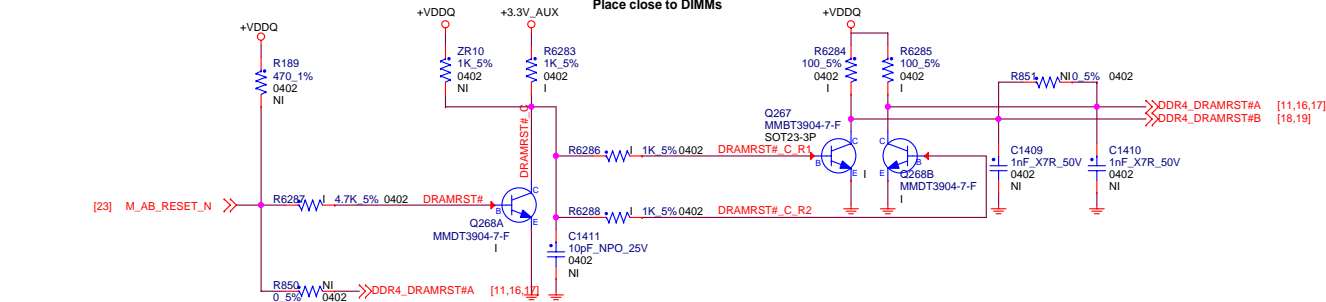 Place close to DIMMs
+VDDQ
+3.3V_AUX
+VDDQ
+VDDQ
R189
470_1%
0402
NI
ZR10
1K_5%
0402
NI
R6283
1K_5%
0402
I
R6284
100_5%
0402
I
R6285
100_5%
0402
I
R851
NI
0_5%
0402
DDR4_DRAMRST#A
[11,16,17]
DDR4_DRAMRST#B
[18,19]
Q267
MMBT3904-7-F
SOT23-3P
I
C
B
E
C
B
E
Q268B
MMDT3904-7-F
I
C1409
1nF_X7R_50V
0402
NI
C1410
1nF_X7R_50V
0402
NI
DRAMRST#_C
R6286
I
1K_5%
0402
DRAMRST#_C_R1
[23]
M_AB_RESET_N
R6287
I
4.7K_5%
0402
DRAMRST#
C
B
E
Q268A
MMDT3904-7-F
I
R6288
I
1K_5%
0402
DRAMRST#_C_R2
C1411
10pF_NPO_25V
0402
NI
R850
0_5%
NI
0402
DDR4_DRAMRST#A
[11,16,17]